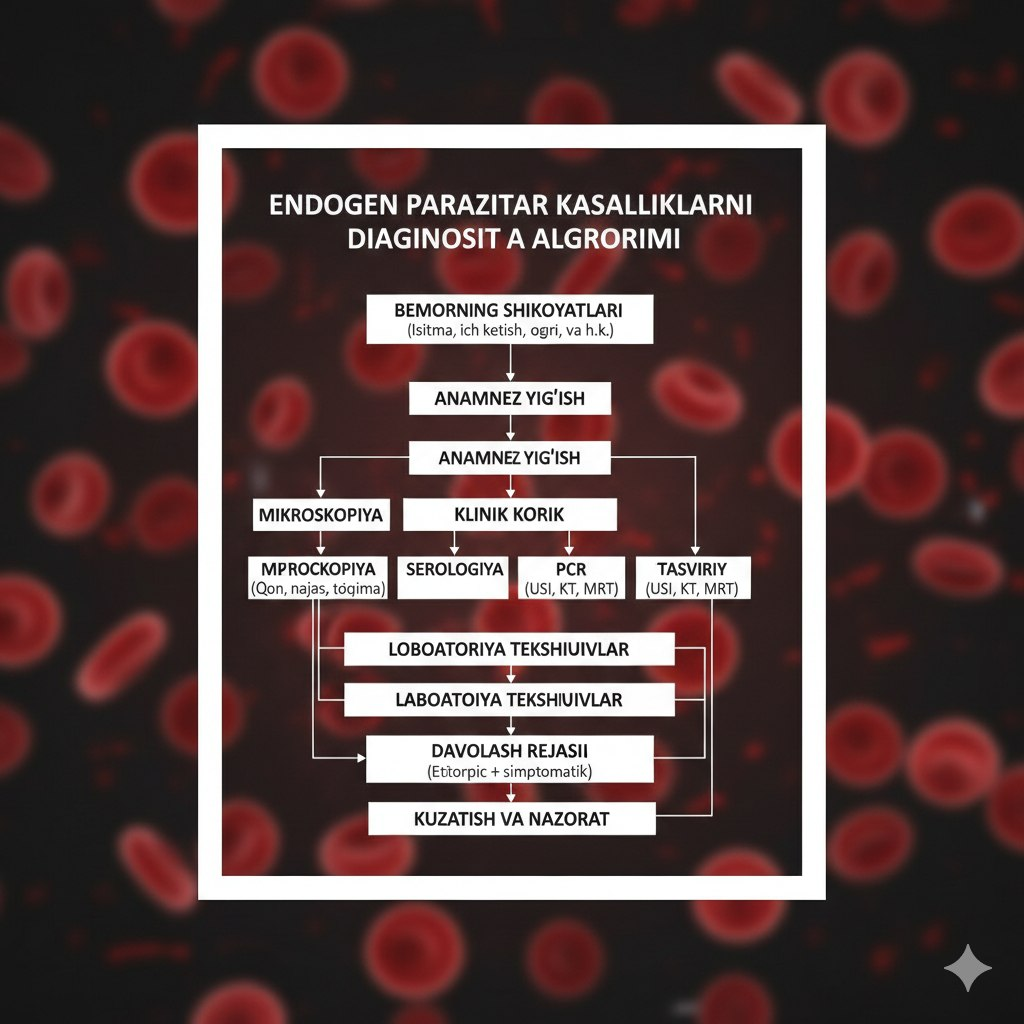 ENDOGEN PARAZITAR KASALLIKLARNI
DIAGINOSIT A ALGRORIMI
BEMORNING SHIKOYATLARI
(Isitma, ich ketish, ogri, va h.k.)
ANAMNEZ YIG'ISH
ANAMNEZ YIG'ISH
MIKROSKOPIYA
KLINIK KORIK
MPROCKOPIYA
(Qon, najas, togima)
SEROLOGIYA
PCR
(USI, KT, MRT)
TASVIRIY
(USI, KT, MRT)
LOBOATORIYA TEKSHIUIVLAR
LABOATOIYA TEKSHIUIVLAR
DAVOLASH REJASII
(Etiorpic + simptomatik)
KUZATISH VA NAZORAT